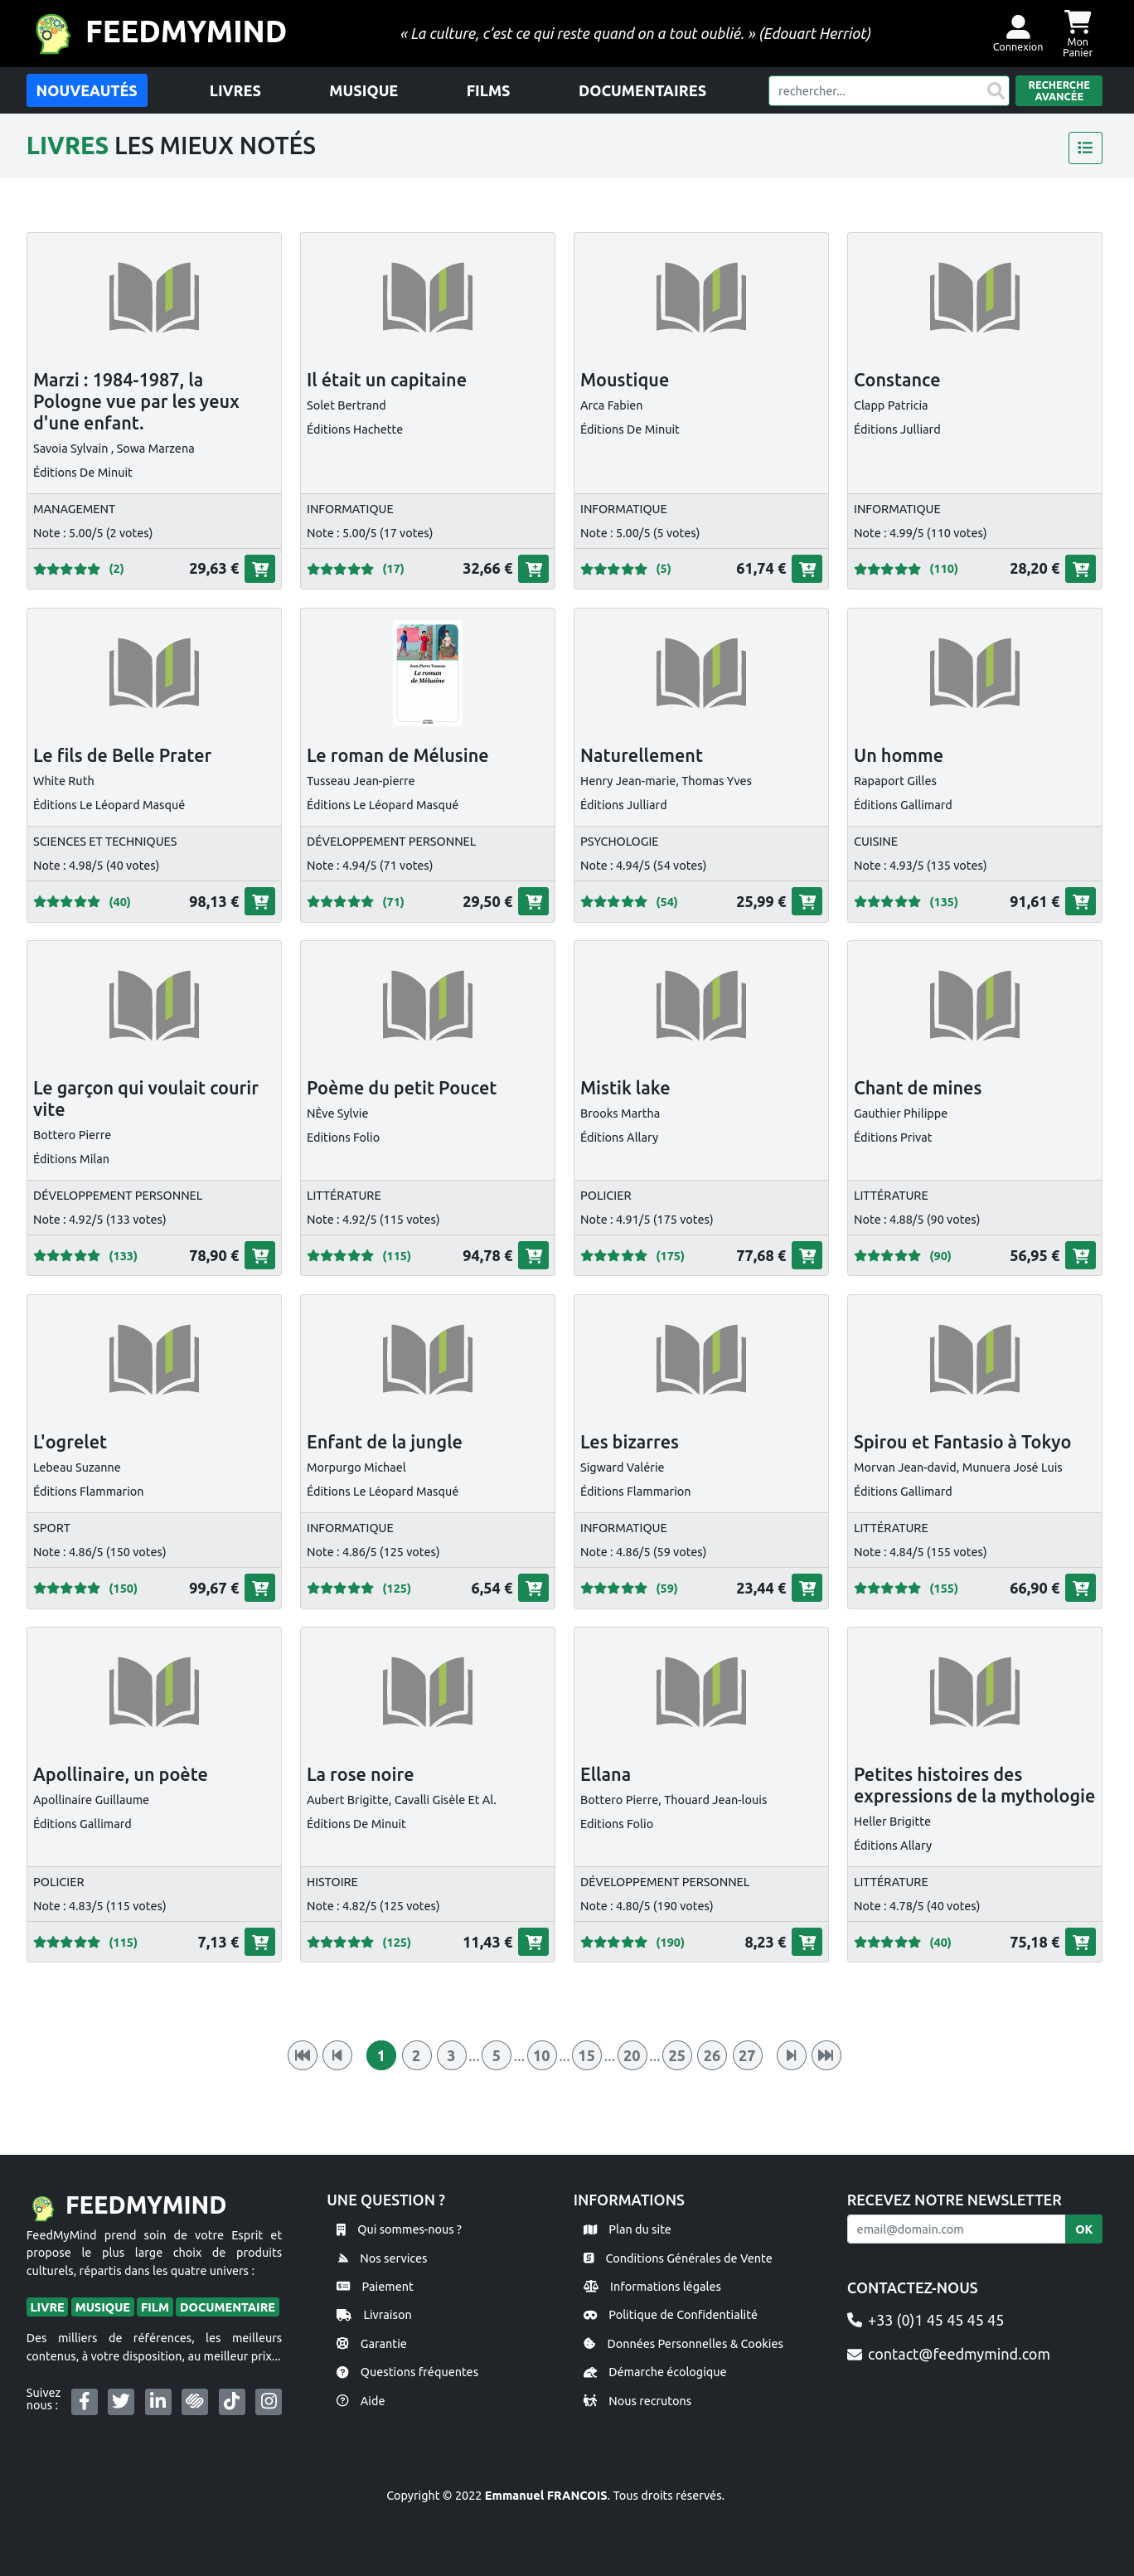 FEEDMYMIND
« La culture, c'est ce qui reste quand on a tout oublié. » (Edouart Herriot)
Connexion
Mon
Panier
NOUVEAUTÉS
LIVRES
MUSIQUE
FILMS
DOCUMENTAIRES
rechercher...
RECHERCHE
AVANCÉE
LIVRES LES MIEUX NOTÉS
Marzi : 1984-1987, la
Pologne vue par les yeux
d'une enfant.
Savoia Sylvain , Sowa Marzena
Éditions De Minuit
MANAGEMENT
Note : 5.00/5 (2 votes)
(2)
29,63 €
Il était un capitaine
Solet Bertrand
Éditions Hachette
INFORMATIQUE
Note : 5.00/5 (17 votes)
(17)
32,66 €
Moustique
Arca Fabien
Éditions De Minuit
INFORMATIQUE
Note : 5.00/5 (5 votes)
(5)
61,74 €
Constance
Clapp Patricia
Éditions Julliard
INFORMATIQUE
Note : 4.99/5 (110 votes)
(110)
28,20 €
Le fils de Belle Prater
White Ruth
Éditions Le Léopard Masqué
SCIENCES ET TECHNIQUES
Note : 4.98/5 (40 votes)
(40)
98,13 €
Jean-Pierre Tusseau
Le roman
de Mélusine
Le roman de Mélusine
Tusseau Jean-pierre
Éditions Le Léopard Masqué
DÉVELOPPEMENT PERSONNEL
Note : 4.94/5 (71 votes)
(71)
29,50 €
Naturellement
Henry Jean-marie, Thomas Yves
Éditions Julliard
PSYCHOLOGIE
Note : 4.94/5 (54 votes)
(54)
25,99 €
Un homme
Rapaport Gilles
Éditions Gallimard
CUISINE
Note : 4.93/5 (135 votes)
(135)
91,61 €
Le garçon qui voulait courir
vite
Bottero Pierre
Éditions Milan
DÉVELOPPEMENT PERSONNEL
Note : 4.92/5 (133 votes)
(133)
78,90 €
Poème du petit Poucet
NÈve Sylvie
Editions Folio
LITTÉRATURE
Note : 4.92/5 (115 votes)
(115)
94,78 €
Mistik lake
Brooks Martha
Éditions Allary
POLICIER
Note : 4.91/5 (175 votes)
(175)
77,68 €
Chant de mines
Gauthier Philippe
Éditions Privat
LITTÉRATURE
Note : 4.88/5 (90 votes)
(90)
56,95 €
L'ogrelet
Lebeau Suzanne
Éditions Flammarion
SPORT
Note : 4.86/5 (150 votes)
(150)
99,67 €
Enfant de la jungle
Morpurgo Michael
Éditions Le Léopard Masqué
INFORMATIQUE
Note : 4.86/5 (125 votes)
(125)
6,54 €
Les bizarres
Sigward Valérie
Éditions Flammarion
INFORMATIQUE
Note : 4.86/5 (59 votes)
(59)
23,44 €
Spirou et Fantasio à Tokyo
Morvan Jean-david, Munuera José Luis
Éditions Gallimard
LITTÉRATURE
Note : 4.84/5 (155 votes)
(155)
66,90 €
Apollinaire, un poète
Apollinaire Guillaume
Éditions Gallimard
POLICIER
Note : 4.83/5 (115 votes)
(115)
7,13 €
La rose noire
Aubert Brigitte, Cavalli Gisèle Et Al.
Éditions De Minuit
HISTOIRE
Note : 4.82/5 (125 votes)
(125)
11,43 €
Ellana
Bottero Pierre, Thouard Jean-louis
Editions Folio
DÉVELOPPEMENT PERSONNEL
Note : 4.80/5 (190 votes)
(190)
8,23 €
Petites histoires des
expressions de la mythologie
Heller Brigitte
Éditions Allary
LITTÉRATURE
Note : 4.78/5 (40 votes)
(40)
75,18 €
1 2 3 ... 5 ... 10 ... 15 ... 20 ... 25 26 27
FEEDMYMIND
FeedMyMind prend soin de votre Esprit et
propose le plus large choix de produits
culturels, répartis dans les quatre univers :
LIVRE MUSIQUE FILM DOCUMENTAIRE
Des milliers de références, les meilleurs
contenus, à votre disposition, au meilleur prix...
Suivez
nous :
UNE QUESTION ?
Qui sommes-nous ?
Nos services
Paiement
Livraison
Garantie
Questions fréquentes
Aide
INFORMATIONS
Plan du site
Conditions Générales de Vente
Informations légales
Politique de Confidentialité
Données Personnelles & Cookies
Démarche écologique
Nous recrutons
RECEVEZ NOTRE NEWSLETTER
email@domain.com
OK
CONTACTEZ-NOUS
+33 (0)1 45 45 45 45
contact@feedmymind.com
Copyright © 2022 Emmanuel FRANCOIS. Tous droits réservés.